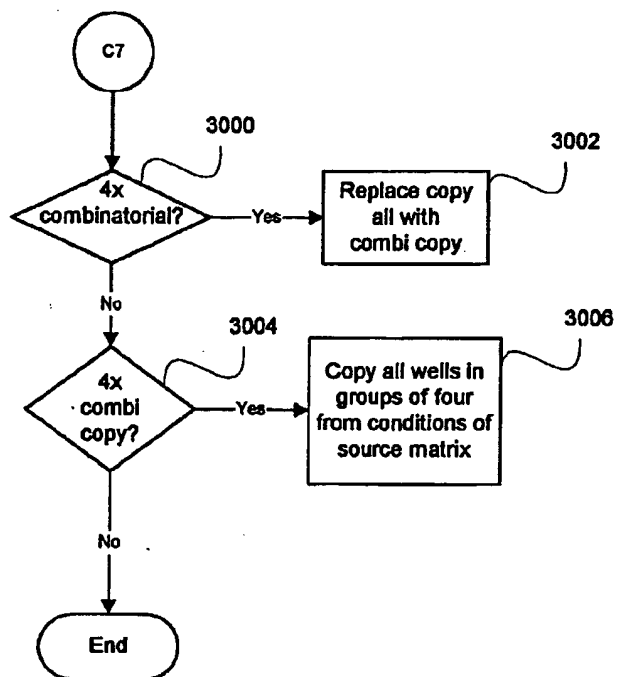 C7
3000
4x
combinatorial?
Yes
3002
Replace copy
all with
combi copy
No
3004
4x
combi
copy?
Yes
3006
Copy all wells in
groups of four
from conditions of
source matrix
No
End